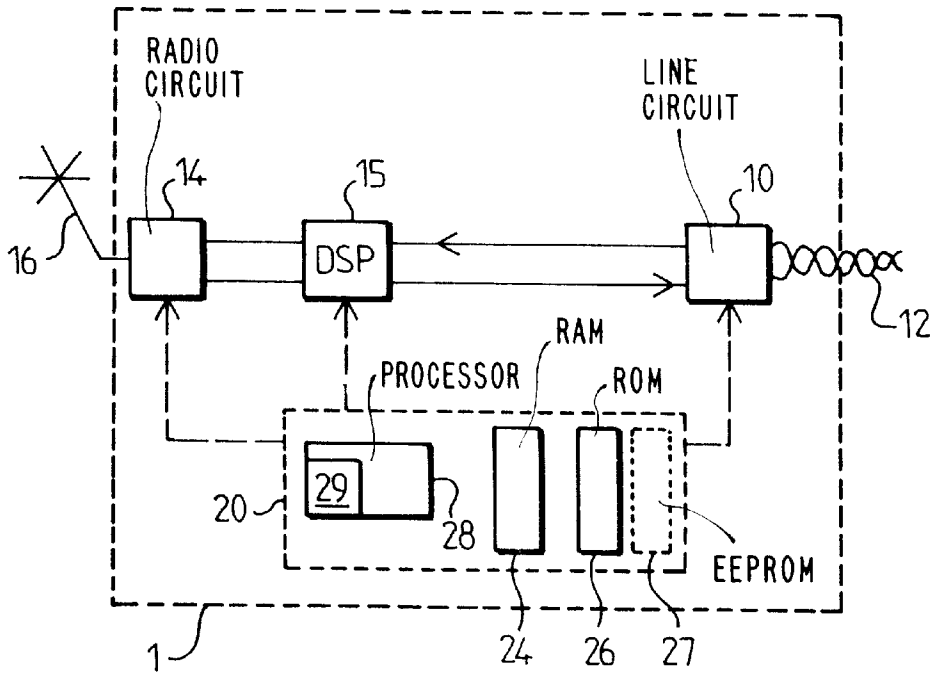 RADIO
CIRCUIT
LINE
CIRCUIT
14
15
10
16
DSP
12
RAM
PROCESSOR
ROM
29
20
28
EEPROM
1
24
26
27